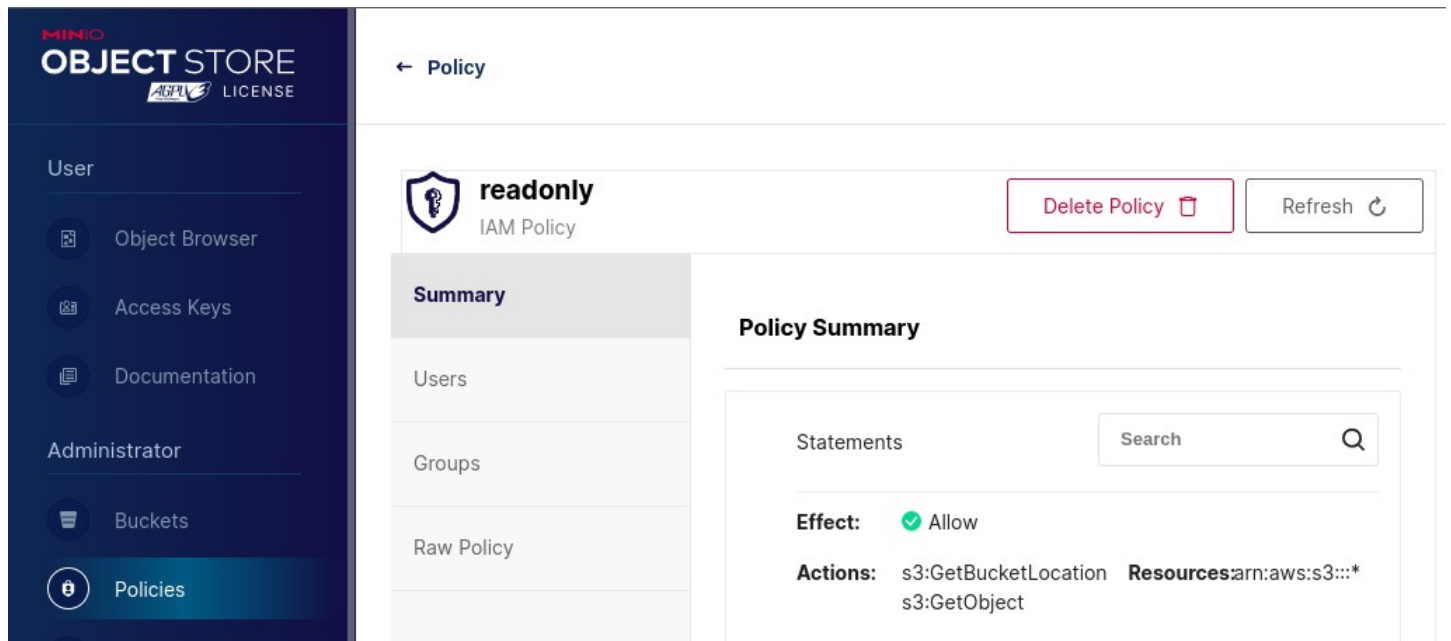 MINIO
OBJECT STORE
AGPLV3 LICENSE
User
Object Browser
Access Keys
Documentation
Administrator
Buckets
Policies
← Policy
readonly
IAM Policy
Delete Policy
Refresh
Summary
Users
Groups
Raw Policy
Policy Summary
Statements
Search
Effect: Allow
Actions: s3:GetBucketLocation Resources:arn:aws:s3:::*
s3:GetObject